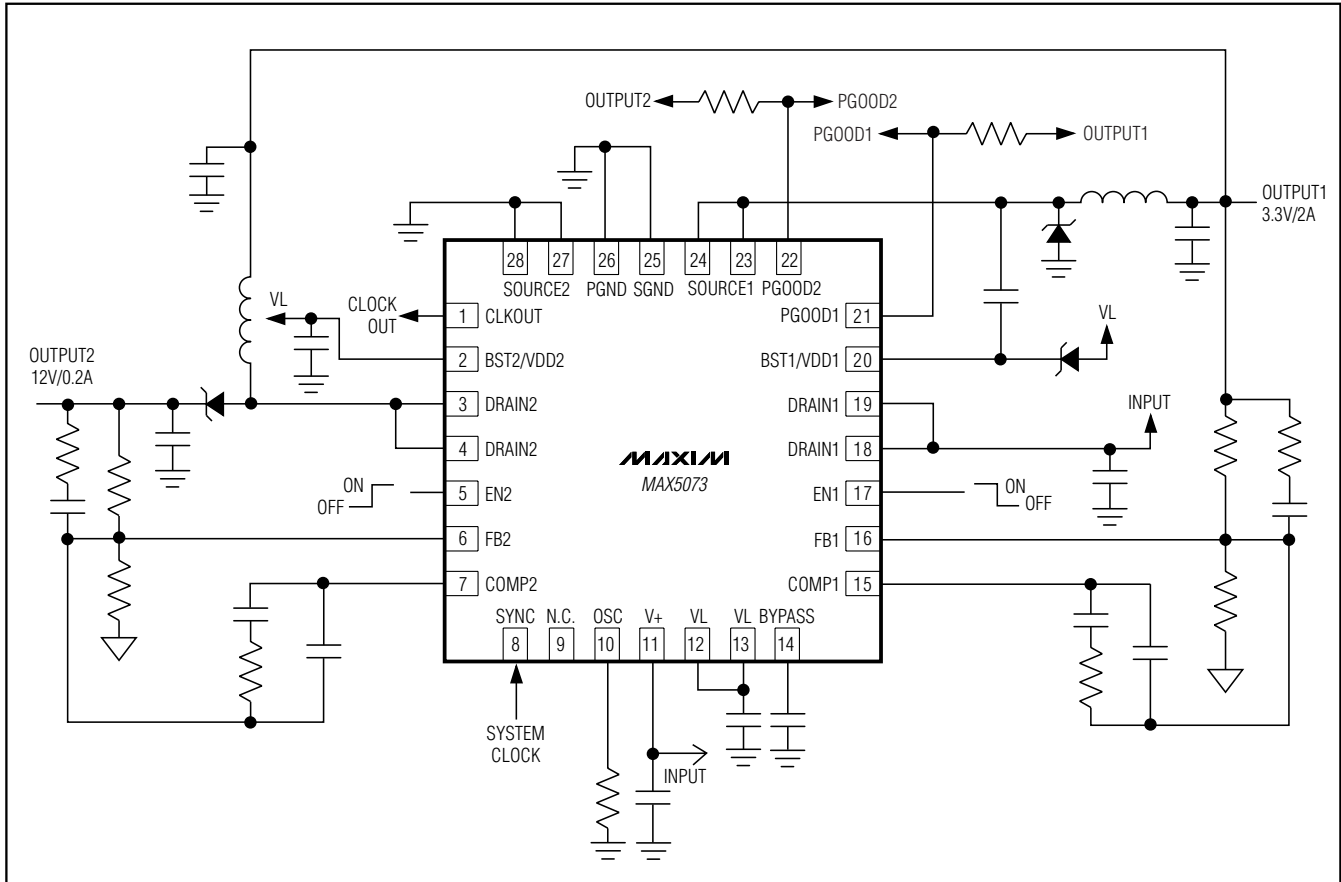 OUTPUT2
PGOOD2
PGOOD1
OUTPUT1
OUTPUT1
3.3V/2A
28
27
26
25
24
23
22
SOURCE2
PGND
SGND
SOURCE1
PGOOD2
VL
CLOCK
OUT
1
CLKOUT
PGOOD1
21
VL
OUTPUT2
12V/0.2A
2
BST2/VDD2
BST1/VDD1
20
3
DRAIN2
DRAIN1
19
INPUT
4
DRAIN2
DRAIN1
18
MAXIM
MAX5073
ON
OFF
5
EN2
EN1
17
ON
OFF
6
FB2
FB1
16
7
COMP2
COMP1
15
SYNC
N.C.
OSC
V+
VL
VL
BYPASS
8
9
10
11
12
13
14
SYSTEM
CLOCK
INPUT